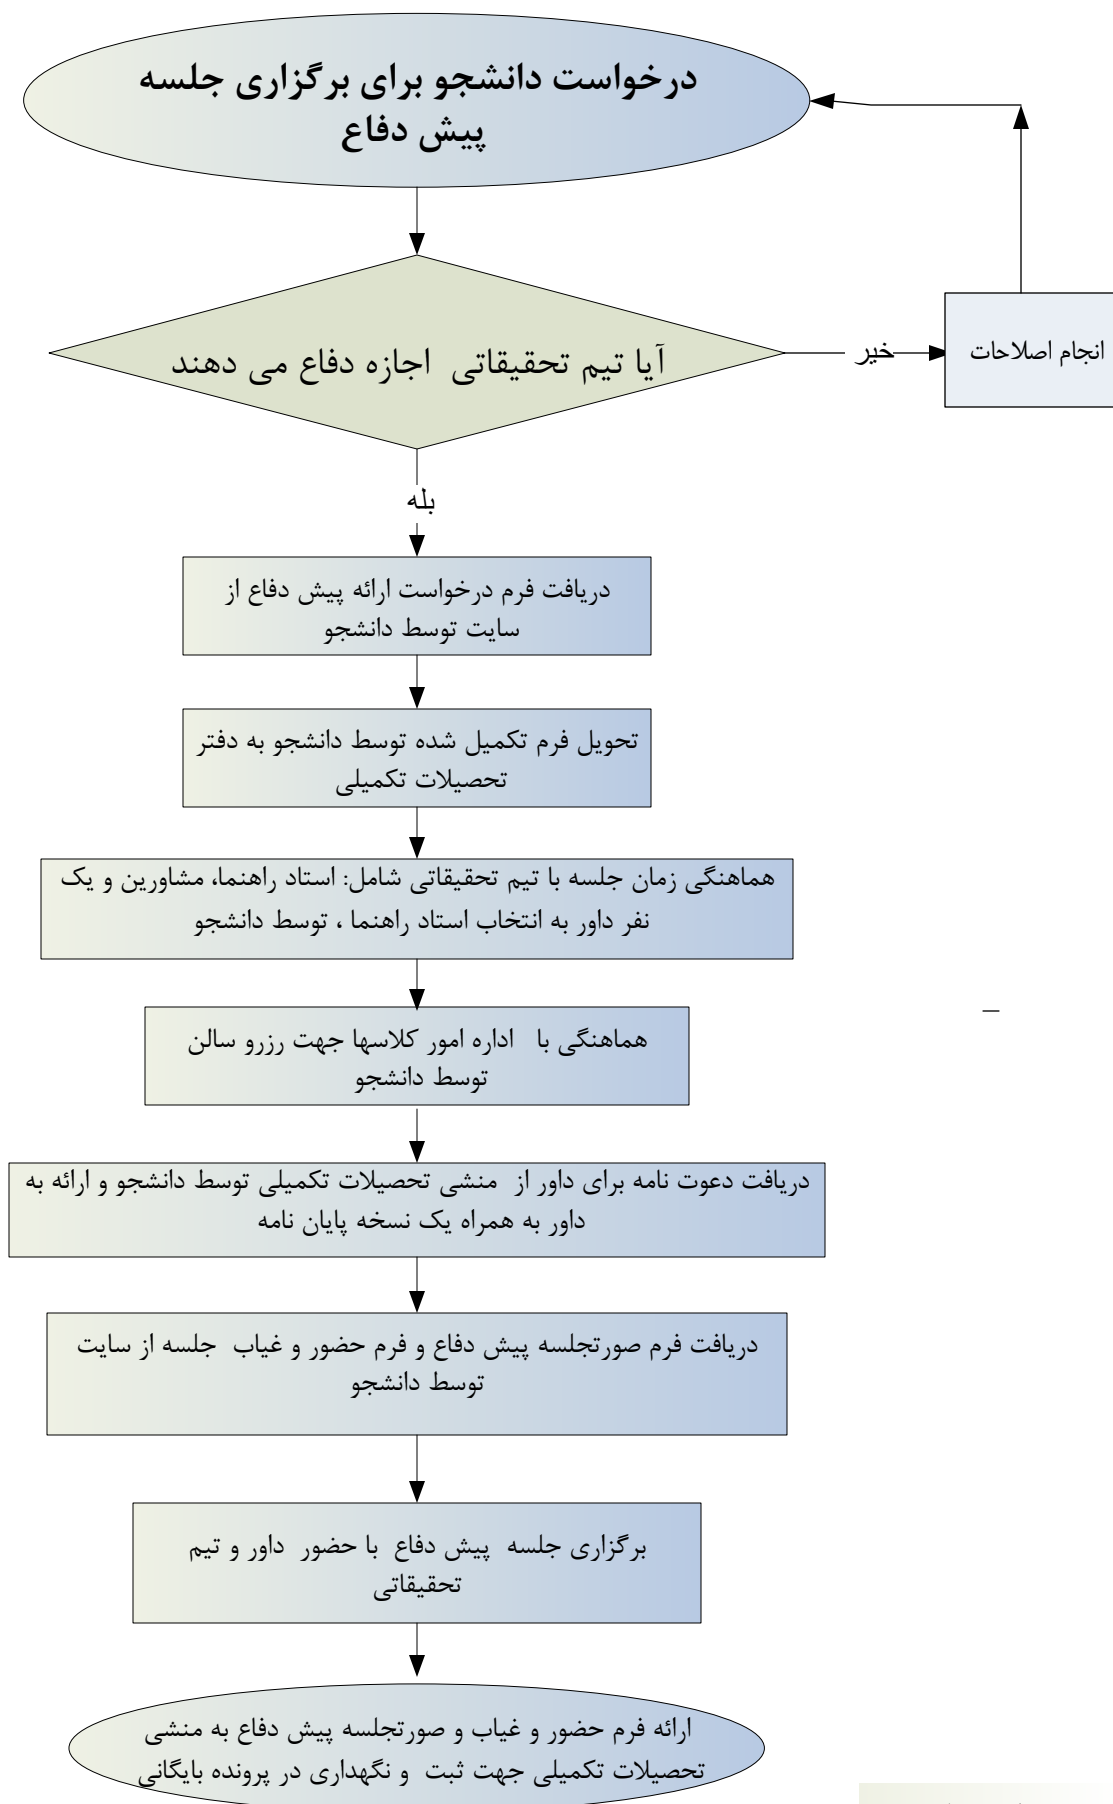 درخواست دانشجو برای برگزاری جلسه
پیش دفاع
آیا تیم تحقیقاتی اجازه دفاع می دهند
خیر
انجام اصلاحات
بله
دریافت فرم درخواست ارائه پیش دفاع از
سایت توسط دانشجو
تحویل فرم تکمیل شده توسط دانشجو به دفتر
تحصیلات تکمیلی
هماهنگی زمان جلسه با تیم تحقیقاتی شامل: استاد راهنما، مشاورین و یک
نفر داور به انتخاب استاد راهنما ، توسط دانشجو
هماهنگی با اداره امور کلاسها جهت رزرو سالن
توسط دانشجو
دریافت دعوت نامه برای داور از منشی تحصیلات تکمیلی توسط دانشجو و ارائه به
داور به همراه یک نسخه پایان نامه
دریافت فرم صورتجلسه پیش دفاع و فرم حضور و غیاب جلسه از سایت
توسط دانشجو
برگزاری جلسه پیش دفاع با حضور داور و تیم
تحقیقاتی
ارائه فرم حضور و غیاب و صورتجلسه پیش دفاع به منشی
تحصیلات تکمیلی جهت ثبت و نگهداری در پرونده بایگانی